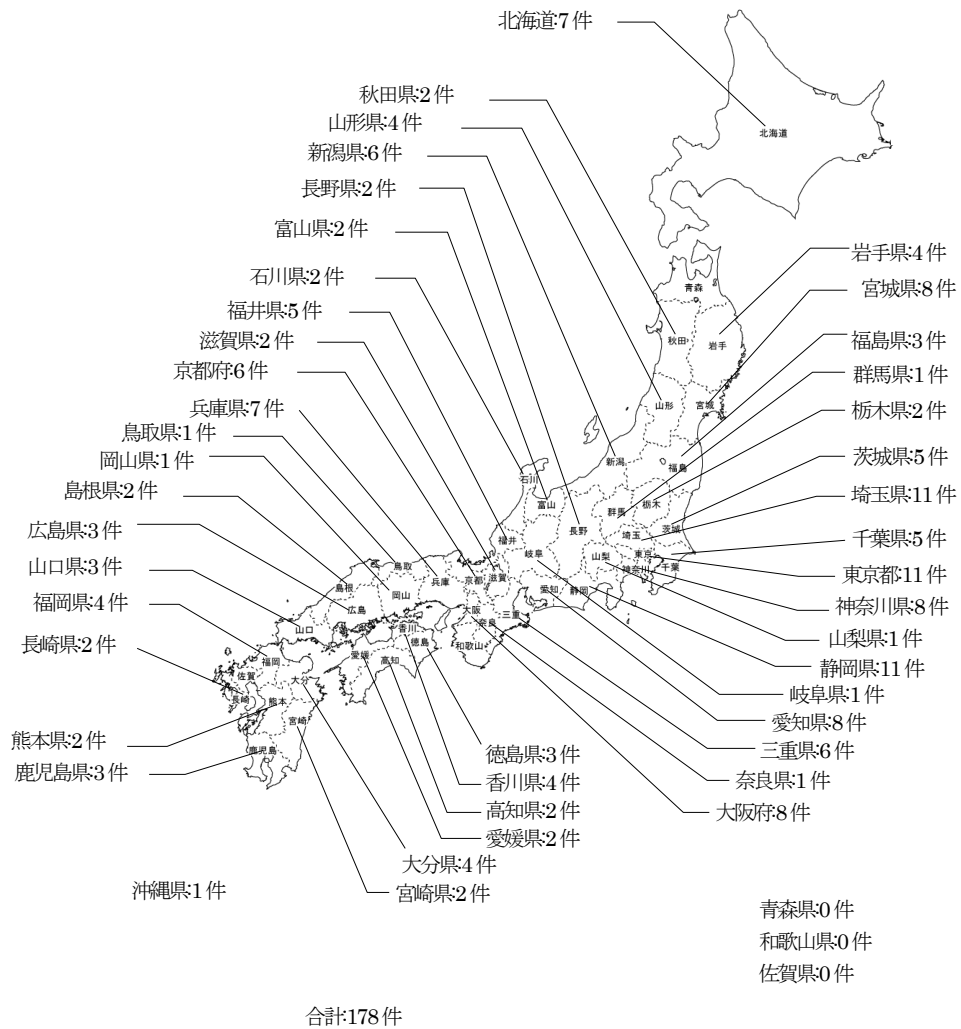 北海道:7件
秋田県:2件
山形県:4件
新潟県:6件
長野県:2件
富山県:2件
石川県:2件
福井県:5件
滋賀県:2件
京都府:6件
兵庫県:7件
鳥取県:1件
岡山県:1件
島根県:2件
広島県:3件
山口県:3件
福岡県:4件
長崎県:2件
熊本県:2件
鹿児島県:3件
岩手県:4件
宮城県:8件
福島県:3件
群馬県:1件
栃木県:2件
茨城県:5件
埼玉県:11件
千葉県:5件
東京都:11件
神奈川県:8件
山梨県:1件
静岡県:11件
岐阜県:1件
愛知県:8件
三重県:6件
奈良県:1件
大阪府:8件
徳島県:3件
香川県:4件
高知県:2件
愛媛県:2件
大分県:4件
宮崎県:2件
沖縄県:1件
青森県:0件
和歌山県:0件
佐賀県:0件
合計:178件
北海道
青森
秋田
岩手
山形
宮城
新潟
福島
石川
富山
群馬
栃木
長野
埼玉
茨城
福井
岐阜
山梨
東京
神奈川
千葉
鳥取
島根
兵庫
京都
滋賀
愛知
静岡
岡山
広島
大阪
奈良
三重
山口
香川
徳島
和歌山
愛媛
高知
福岡
佐賀
大分
長崎
熊本
宮崎
鹿児島